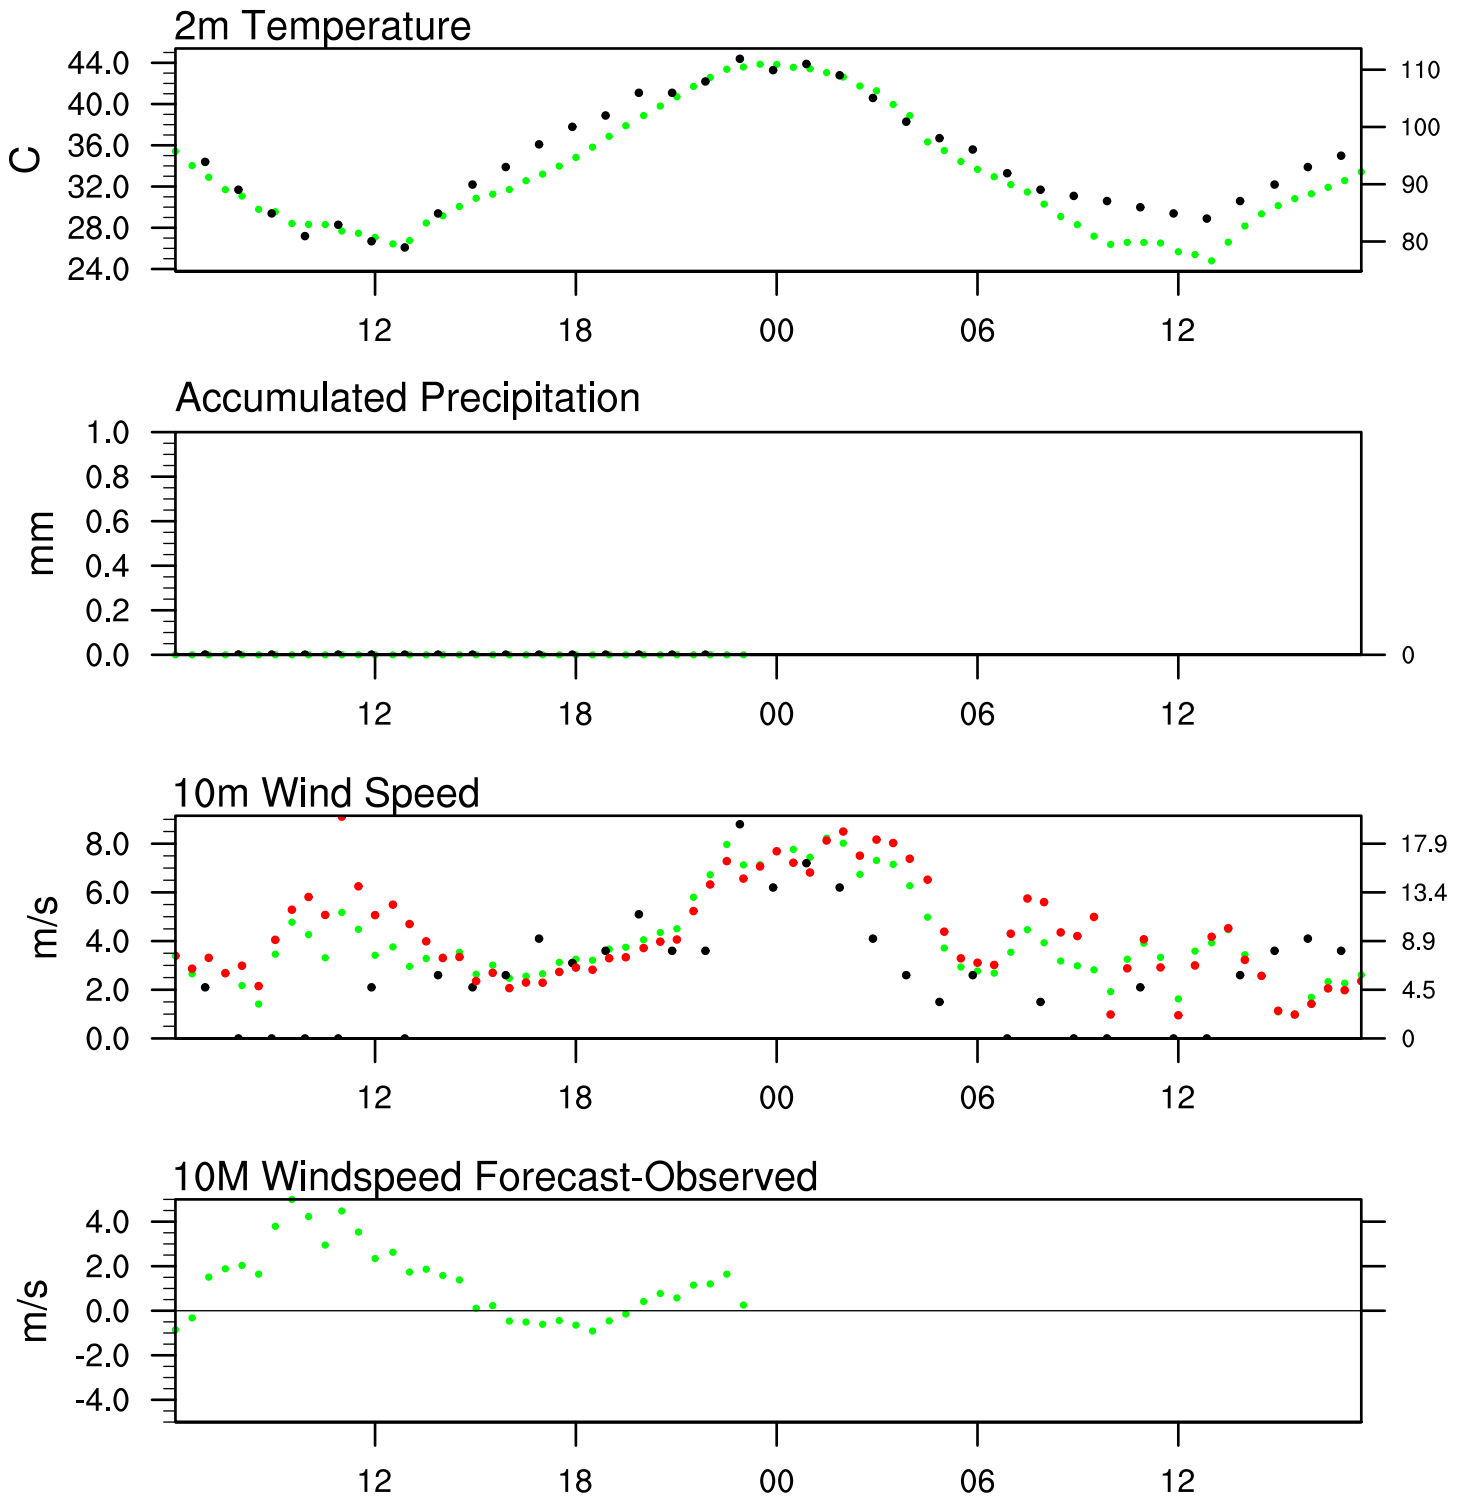 2m Temperature
44.0
40.0
36.0
32.0
28.0
24.0
C
110
100
90
80
12 18 00 06 12
Accumulated Precipitation
1.0
0.8
0.6
0.4
0.2
0.0
mm
0
12 18 00 06 12
10m Wind Speed
8.0
6.0
4.0
2.0
0.0
m/s
17.9
13.4
8.9
4.5
0
12 18 00 06 12
10M Windspeed Forecast-Observed
4.0
2.0
0.0
-2.0
-4.0
m/s
12 18 00 06 12